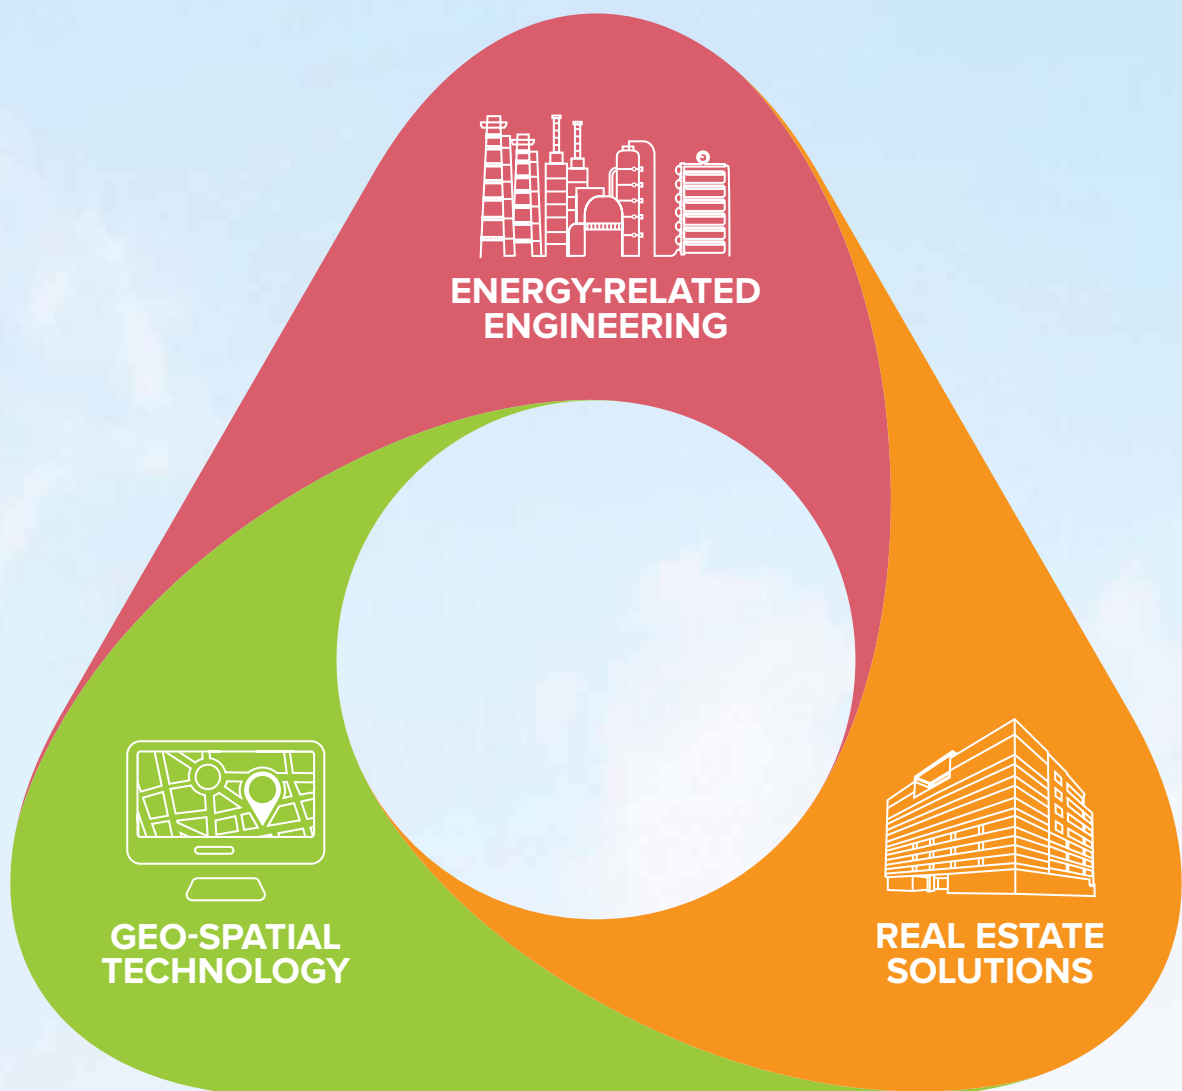 ENERGY-RELATED
ENGINEERING
GEO-SPATIAL
TECHNOLOGY
REAL ESTATE
SOLUTIONS